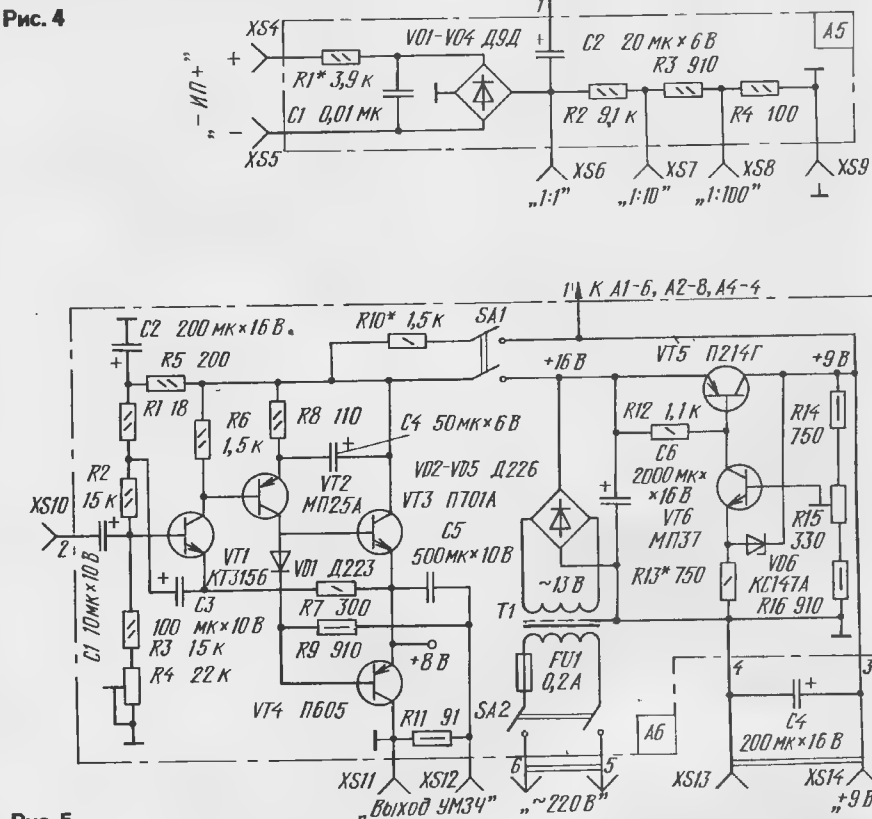 Рис. 4
1
XS4
VD1-VD4 Д9Д
C2 20 мк × 6 В
A5
+
R1* 3,9 к
R3 910
„-ИП+"
C1 0,01 мк
R2 9,1 к
R4 100
-
XS5
XS6
XS7
XS8
XS9
„1:1"
„1:10"
„1:100"
1
К А1-6, А2-8, А4-4
C2 200 мк×16 В
R10* 1,5 к
SA1
+16 В
VT5 П214Г
+9 В
R5 200
R1 18
R6 1,5 к
R8 110
C4 50 мк × 6 В
R12 1,1 к
R14 750
C6 2000 мк× ×16 В
R2 15 к
VT2 МП25А
VD2-VD5 Д226
VT3 П701А
XS10
2
VT6 МП37
R15 330
C5 500 мк×10 В
VT1 КТ315б
VD1 Д223
VD6 КС147А
~13 В
R13* 750
C1 10 мк×10 В
C3 100 мк×10 В
R7 300
T1
R16 910
R3 15 к
R9 910
+8 В
FU1 0,2 А
4
3
R4 22 к
VT4 П605
SA2
R11 91
A6
C4 200 мк×16 В
6
5
XS11
XS12
XS13
XS14
„Выход УМЗЧ"
„~220 В"
„+9 В